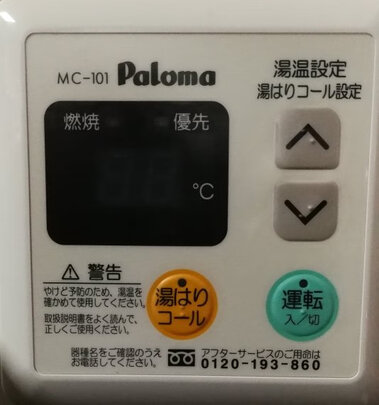 MC-101 Paloma
湯温設定
湯はりコール設定
燃焼 優先
℃
警告
やけど予防のため、湯温を
確かめて使用してください。
取扱説明書をよく読んで、
正しくご使用ください。
湯はり
コール
運転
入/切
器種名をご確認のうえ
お電話してください。
アフターサービスのご用命は
0120-193-860